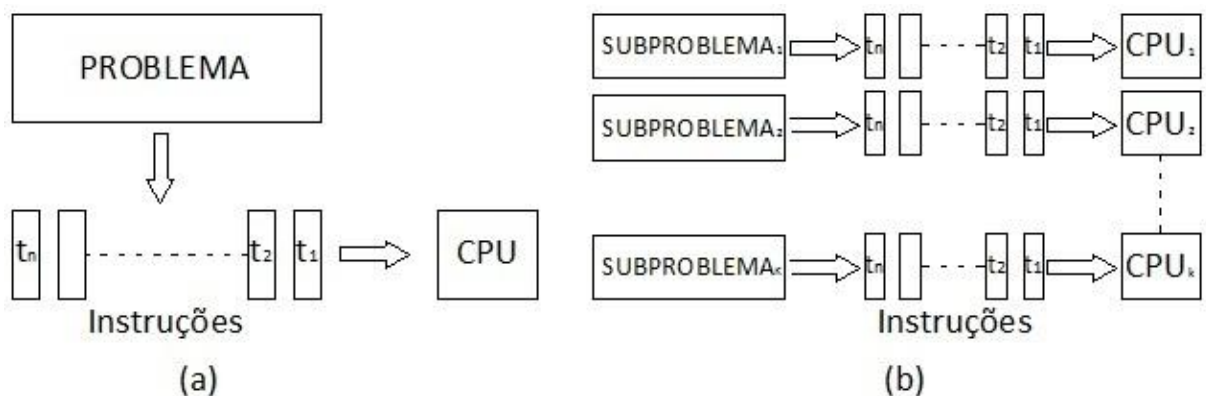 PROBLEMA
tn t2 t1 CPU
Instruções
(a)
SUBPROBLEMA₁ tn t2 t1 CPU₁
SUBPROBLEMA₂ tn t2 t1 CPU₂
SUBPROBLEMAₖ tn t2 t1 CPUₖ
Instruções
(b)